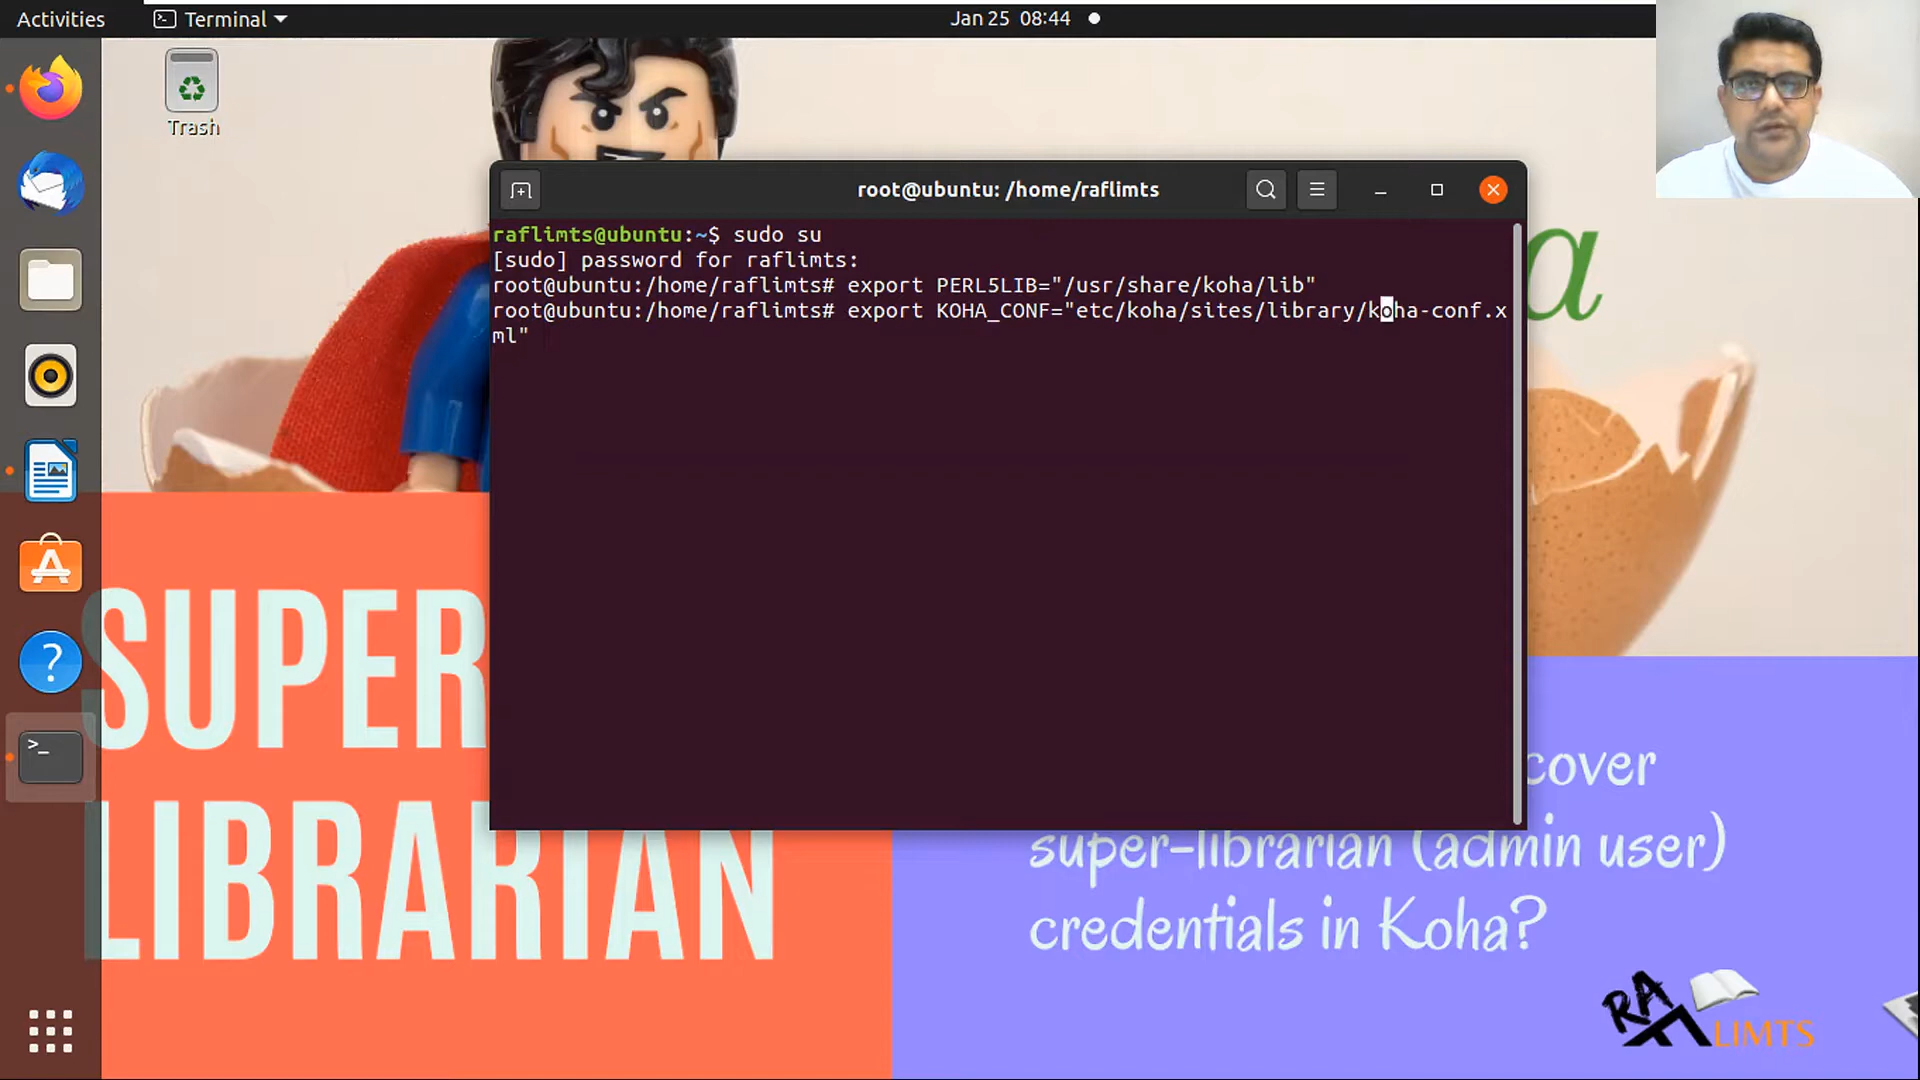 Activities
Terminal
Jan 25 08:44
Trash
root@ubuntu: /home/raflimts
raflimts@ubuntu:~$ sudo su
[sudo] password for raflimts:
root@ubuntu:/home/raflimts# export PERL5LIB="/usr/share/koha/lib"
root@ubuntu:/home/raflimts# export KOHA_CONF="etc/koha/sites/library/koha-conf.x
ml"
a
SUPER
LIBRARIAN
cover
super-librarian (admin user)
credentials in Koha?
RAF
LIMTS